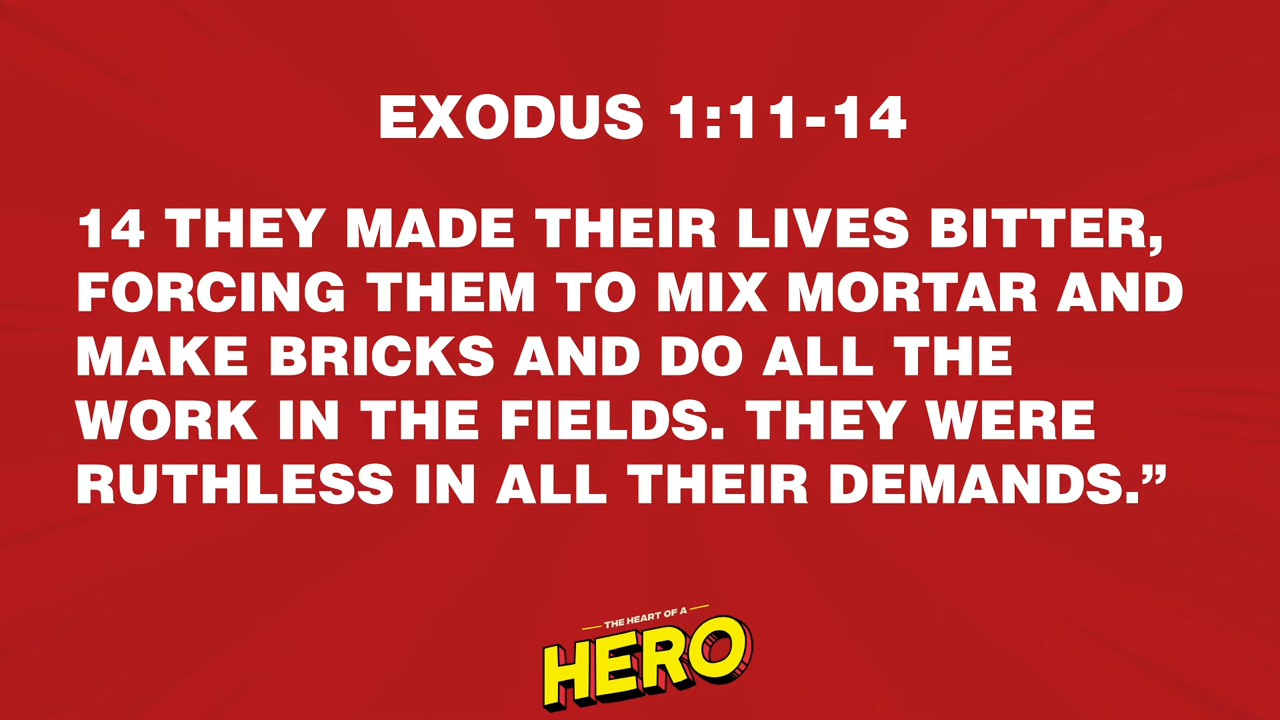 EXODUS 1:11-14
14 THEY MADE THEIR LIVES BITTER,
FORCING THEM TO MIX MORTAR AND
MAKE BRICKS AND DO ALL THE
WORK IN THE FIELDS. THEY WERE
RUTHLESS IN ALL THEIR DEMANDS.”
THE HEART OF A
HERO